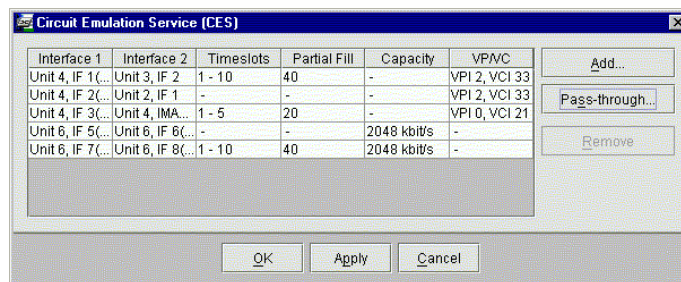 Circuit Emulation Service (CES)
Interface 1 Interface 2 Timeslots Partial Fill Capacity VP/VC
Unit 4, IF 1(... Unit 3, IF 2 1 - 10 40 - VPI 2, VCI 33
Unit 4, IF 2(... Unit 2, IF 1 - - - VPI 2, VCI 33
Unit 4, IF 3(... Unit 4, IMA... 1 - 5 20 - VPI 0, VCI 21
Unit 6, IF 5(... Unit 6, IF 6(... - - 2048 kbit/s -
Unit 6, IF 7(... Unit 6, IF 8(... 1 - 10 40 2048 kbit/s -
Add...
Pass-through...
Remove
OK Apply Cancel